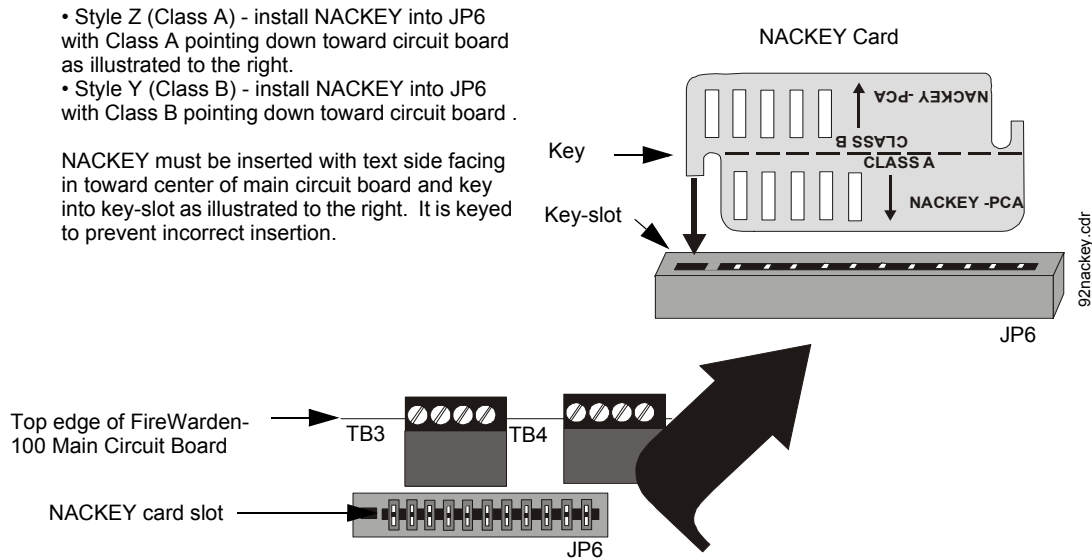 • Style Z (Class A) - install NACKEY into JP6
with Class A pointing down toward circuit board
as illustrated to the right.
• Style Y (Class B) - install NACKEY into JP6
with Class B pointing down toward circuit board .
NACKEY must be inserted with text side facing
in toward center of main circuit board and key
into key-slot as illustrated to the right.  It is keyed
to prevent incorrect insertion.
NACKEY Card
NACKEY -PCA
CLASS B
CLASS A
NACKEY -PCA
Key
Key-slot
JP6
92nackey.cdr
Top edge of FireWarden-
100 Main Circuit Board
TB3
TB4
NACKEY card slot
JP6